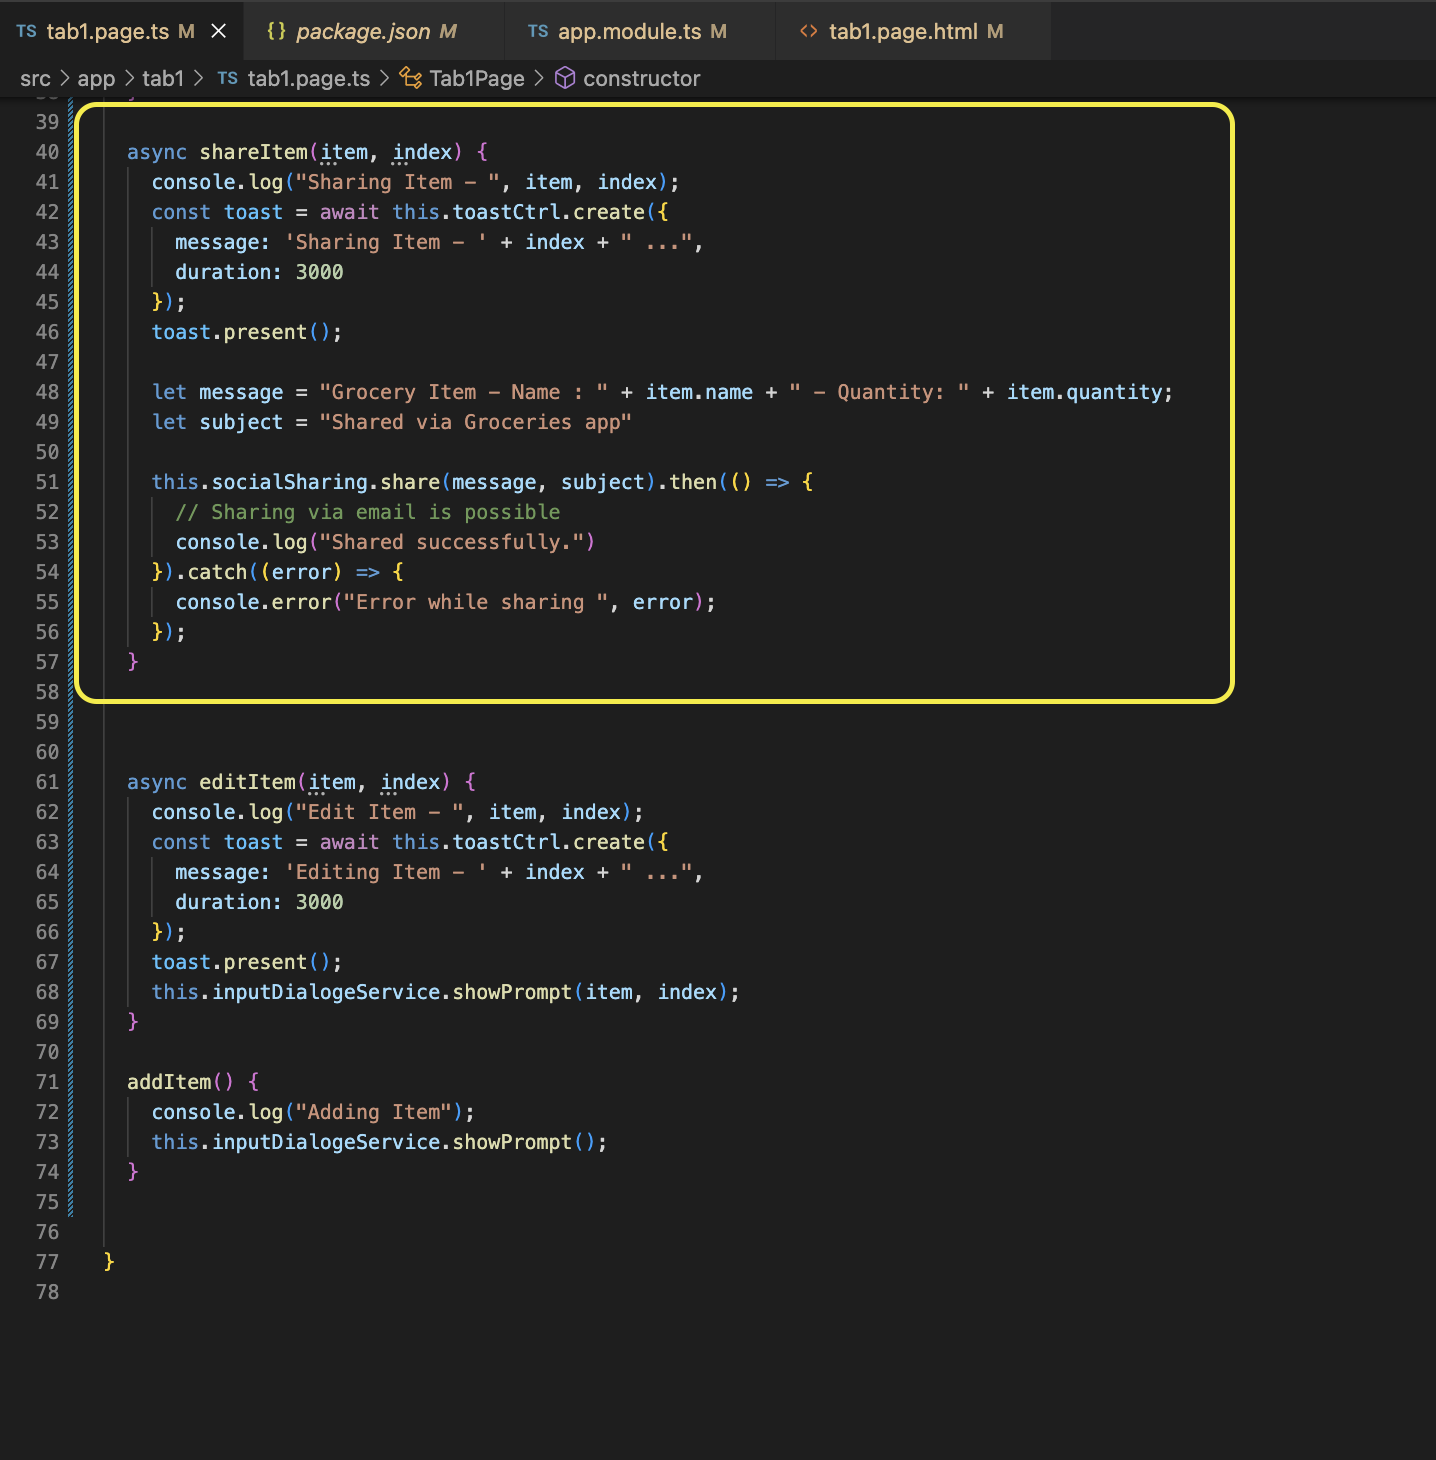 TS tab1.page.ts M × {} package.json M TS app.module.ts M <> tab1.page.html M
src > app > tab1 > TS tab1.page.ts > Tab1Page > constructor
39
40 async shareItem(item, index) {
41 console.log("Sharing Item - ", item, index);
42 const toast = await this.toastCtrl.create({
43 message: 'Sharing Item - ' + index + " ...",
44 duration: 3000
45 });
46 toast.present();
47
48 let message = "Grocery Item - Name : " + item.name + " - Quantity: " + item.quantity;
49 let subject = "Shared via Groceries app"
50
51 this.socialSharing.share(message, subject).then(() => {
52 // Sharing via email is possible
53 console.log("Shared successfully.")
54 }).catch((error) => {
55 console.error("Error while sharing ", error);
56 });
57 }
58
59
60
61 async editItem(item, index) {
62 console.log("Edit Item - ", item, index);
63 const toast = await this.toastCtrl.create({
64 message: 'Editing Item - ' + index + " ...",
65 duration: 3000
66 });
67 toast.present();
68 this.inputDialogeService.showPrompt(item, index);
69 }
70
71 addItem() {
72 console.log("Adding Item");
73 this.inputDialogeService.showPrompt();
74 }
75
76
77 }
78